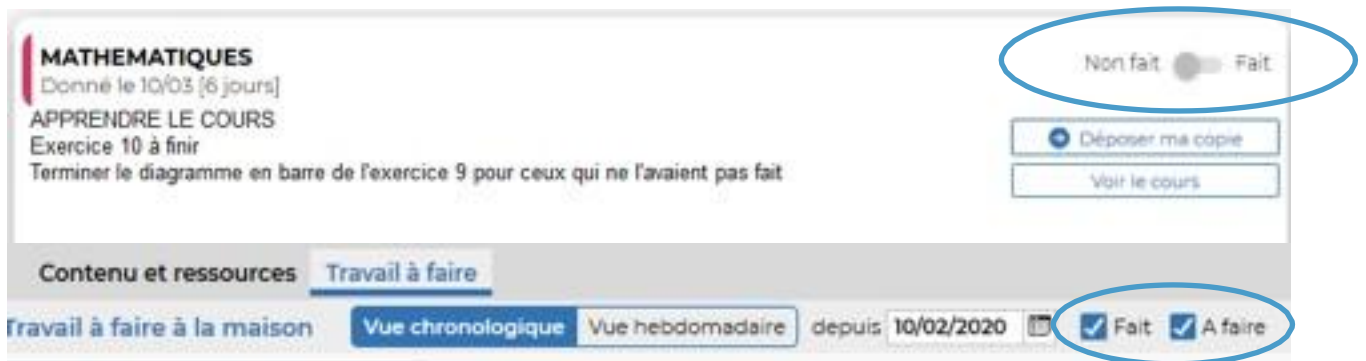 MATHEMATIQUES
Non fait Fait
Donné le 10/03 [6 jours]
APPRENDRE LE COURS
Exercice 10 à finir
Terminer le diagramme en barre de l'exercice 9 pour ceux qui ne l'avaient pas fait
Déposer ma copie
Voir le cours
Contenu et ressources Travail à faire
Travail à faire à la maison Vue chronologique Vue hebdomadaire depuis 10/02/2020 Fait A faire